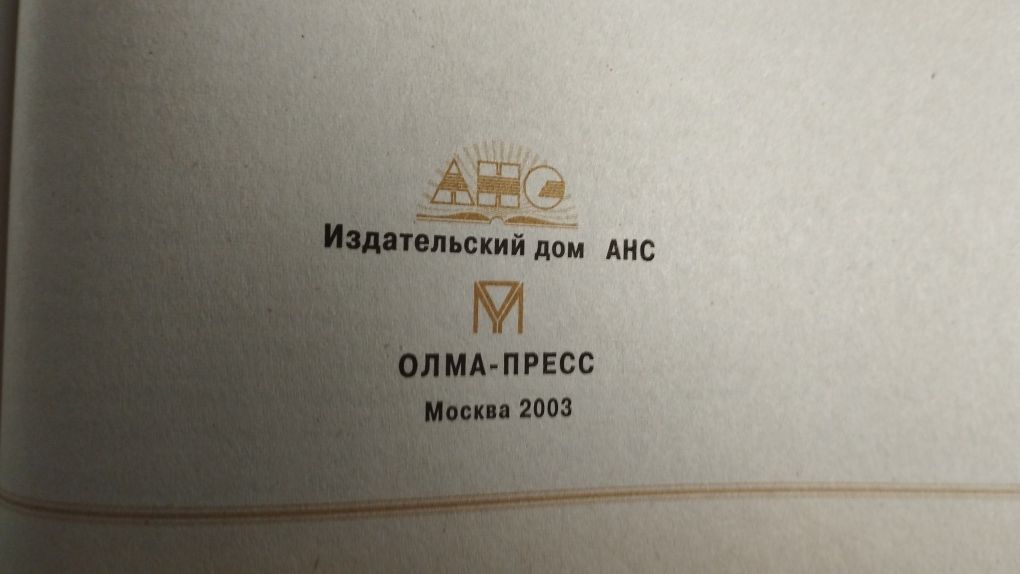 АНС
Издательский дом АНС
ОЛМА-ПРЕСС
Москва 2003